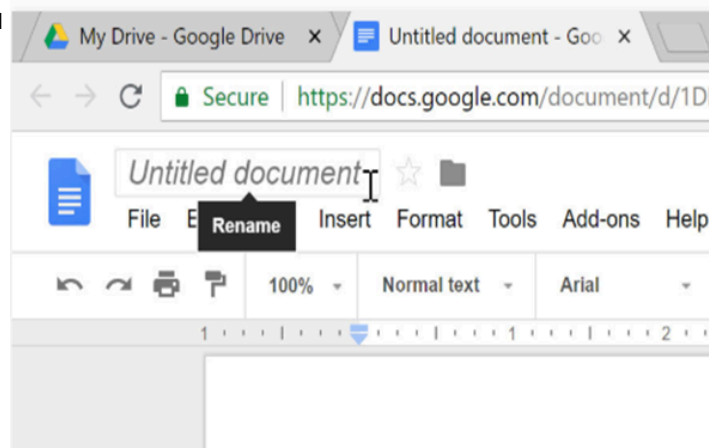 My Drive - Google Drive × Untitled document - Goo ×
Secure https://docs.google.com/document/d/1D
Untitled document
File E Insert Format Tools Add-ons Help
Rename
100% Normal text Arial
1 1 2